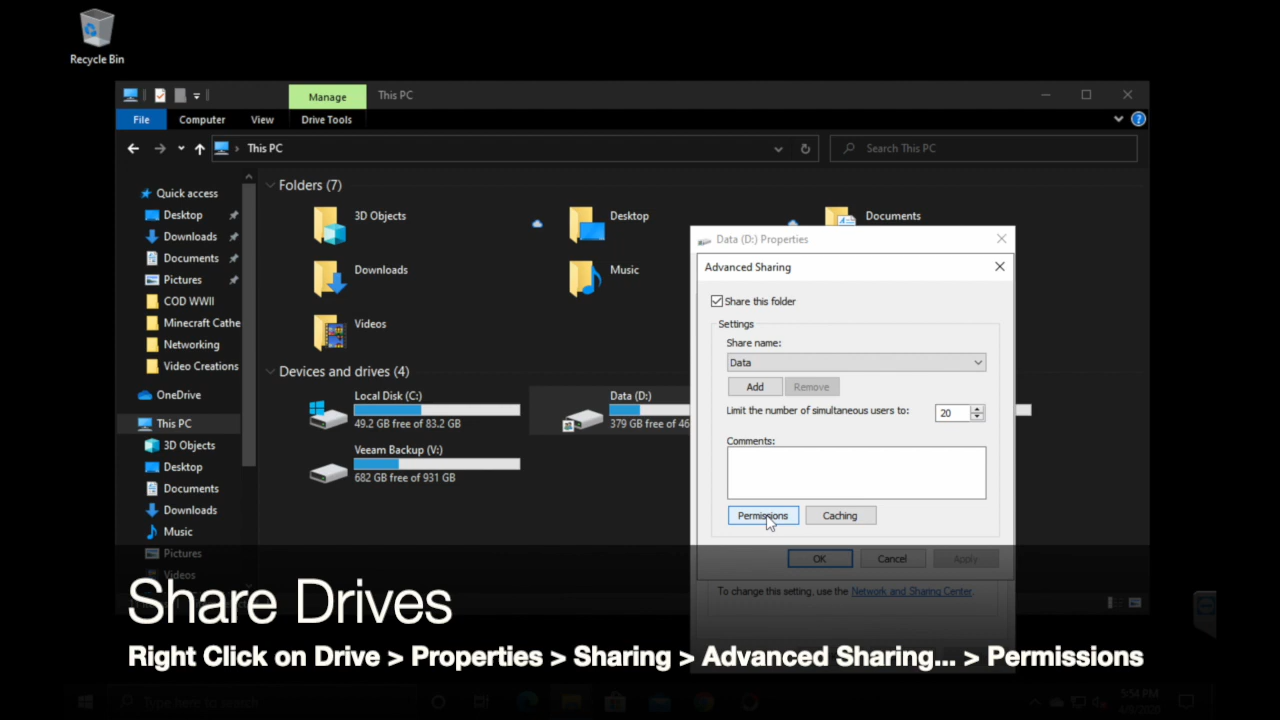 Recycle Bin
Manage
This PC
File
Computer
View
Drive Tools
This PC
Search This PC
Quick access
Desktop
Downloads
Documents
Pictures
COD WWII
Minecraft Cathe
Networking
Video Creations
OneDrive
This PC
3D Objects
Desktop
Documents
Downloads
Music
Pictures
Videos
Folders (7)
3D Objects
Desktop
Documents
Downloads
Music
Videos
Devices and drives (4)
Local Disk (C:)
49.2 GB free of 83.2 GB
Data (D:)
379 GB free of 46
Veeam Backup (V:)
682 GB free of 931 GB
Data (D:) Properties
Advanced Sharing
Share this folder
Settings
Share name:
Data
Add
Remove
Limit the number of simultaneous users to:
20
Comments:
Permissions
Caching
OK
Cancel
Apply
To change this setting, use the Network and Sharing Center.
Share Drives
Right Click on Drive > Properties > Sharing > Advanced Sharing... > Permissions
Type here to search
5:54 PM